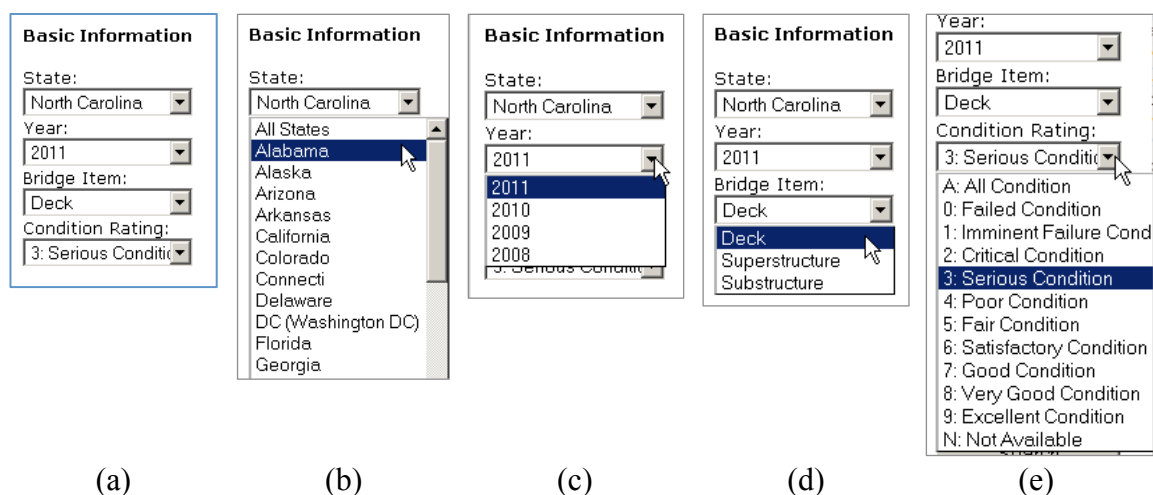 Basic Information
State:
North Carolina
Year:
2011
Bridge Item:
Deck
Condition Rating:
3: Serious Conditic
(a)
Basic Information
State:
North Carolina
All States
Alabama
Alaska
Arizona
Arkansas
California
Colorado
Connecti
Delaware
DC (Washington DC)
Florida
Georgia
(b)
Basic Information
State:
North Carolina
Year:
2011
2011
2010
2009
2008
(c)
Basic Information
State:
North Carolina
Year:
2011
Bridge Item:
Deck
Deck
Superstructure
Substructure
(d)
Year:
2011
Bridge Item:
Deck
Condition Rating:
3: Serious Conditic
A: All Condition
0: Failed Condition
1: Imminent Failure Cond
2: Critical Condition
3: Serious Condition
4: Poor Condition
5: Fair Condition
6: Satisfactory Condition
7: Good Condition
8: Very Good Condition
9: Excellent Condition
N: Not Available
(e)